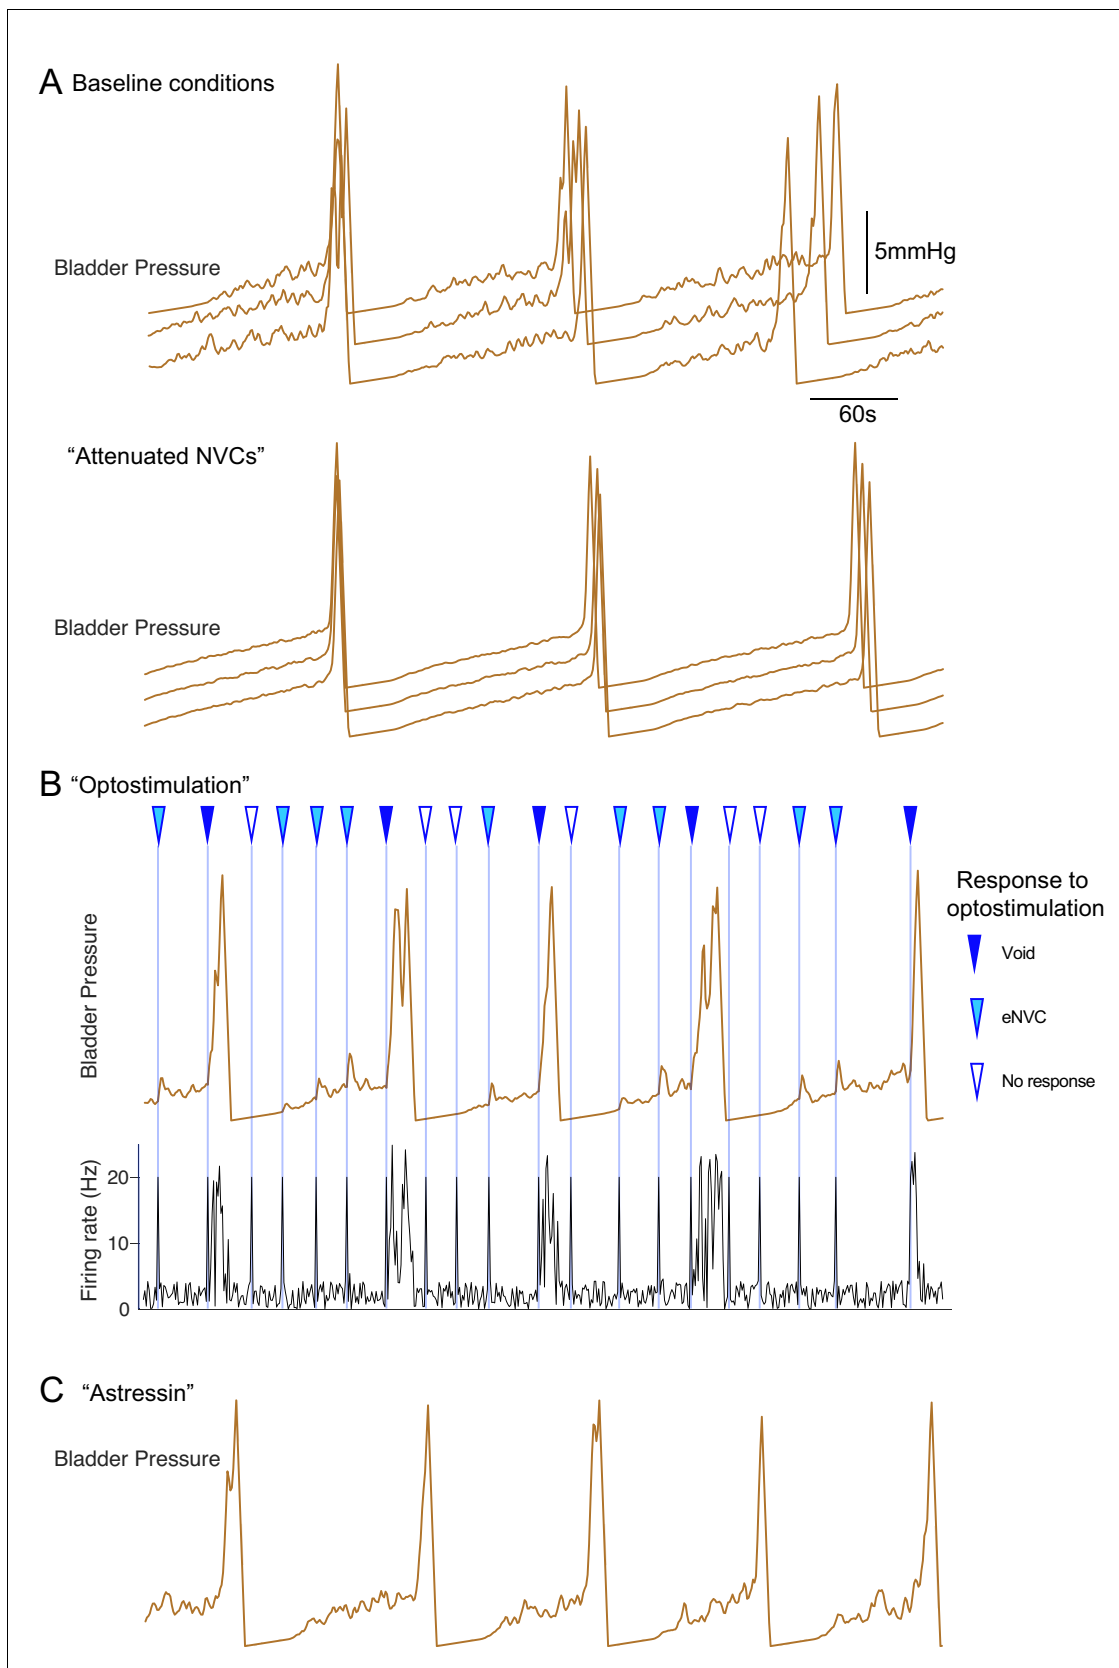 A Baseline conditions
Bladder Pressure
5mmHg
60s
“Attenuated NVCs”
Bladder Pressure
B “Optostimulation”
Bladder Pressure
Response to
optostimulation
Void
eNVC
No response
Firing rate (Hz)
20
10
0
C “Astressin”
Bladder Pressure